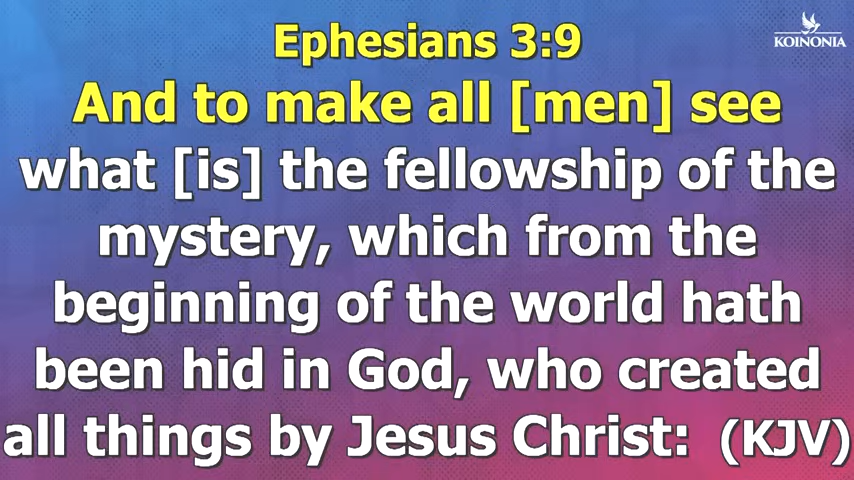 Ephesians 3:9
KOINONIA
And to make all [men] see
what [is] the fellowship of the
mystery, which from the
beginning of the world hath
been hid in God, who created
all things by Jesus Christ: (KJV)